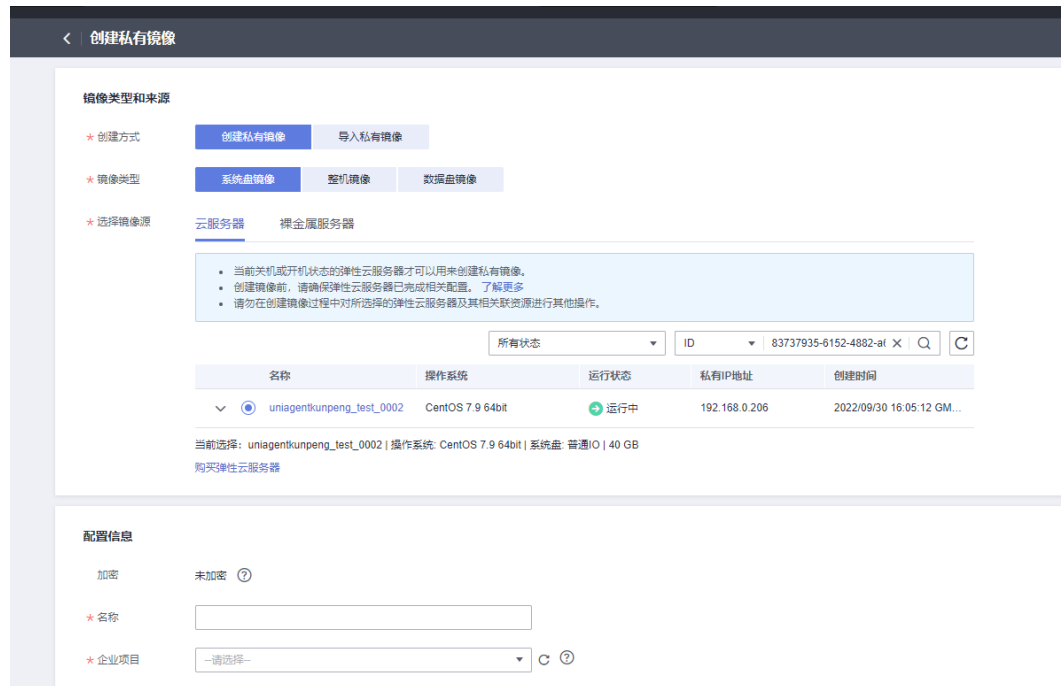 创建私有镜像
镜像类型和来源
* 创建方式 创建私有镜像 导入私有镜像
* 镜像类型 系统盘镜像 整机镜像 数据盘镜像
* 选择镜像源 云服务器 裸金属服务器
• 当前关机或开机状态的弹性云服务器才可以用来创建私有镜像。
• 创建镜像前，请确保弹性云服务器已完成相关配置。 了解更多
• 请勿在创建镜像过程中对所选择的弹性云服务器及其相关联资源进行其他操作。
所有状态 ID 83737935-6152-4882-a6
名称 操作系统 运行状态 私有IP地址 创建时间
uniagentkunpeng_test_0002 CentOS 7.9 64bit 运行中 192.168.0.206 2022/09/30 16:05:12 GM...
当前选择：uniagentkunpeng_test_0002 | 操作系统: CentOS 7.9 64bit | 系统盘: 普通IO | 40 GB
购买弹性云服务器
配置信息
加密 未加密
* 名称
* 企业项目 --请选择--